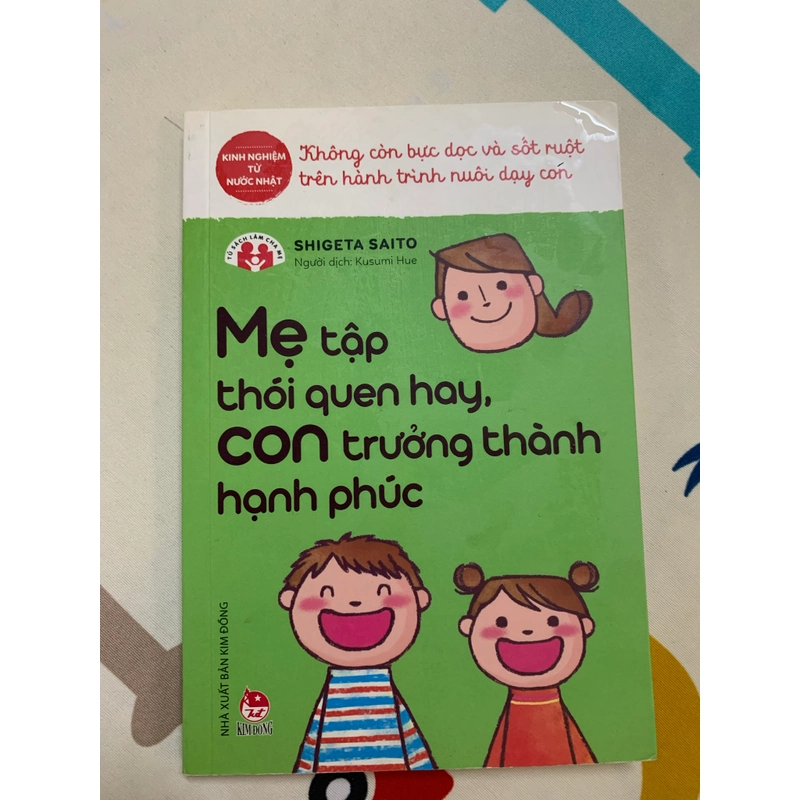 KINH NGHIỆM
TỪ
NƯỚC NHẬT
Không còn bực dọc và sốt ruột
trên hành trình nuôi dạy con
TỦ SÁCH LÀM CHA MẸ
SHIGETA SAITO
Người dịch: Kusumi Hue
Mẹ tập
thói quen hay,
con trưởng thành
hạnh phúc
NHÀ XUẤT BẢN KIM ĐỒNG
KIM ĐỒNG